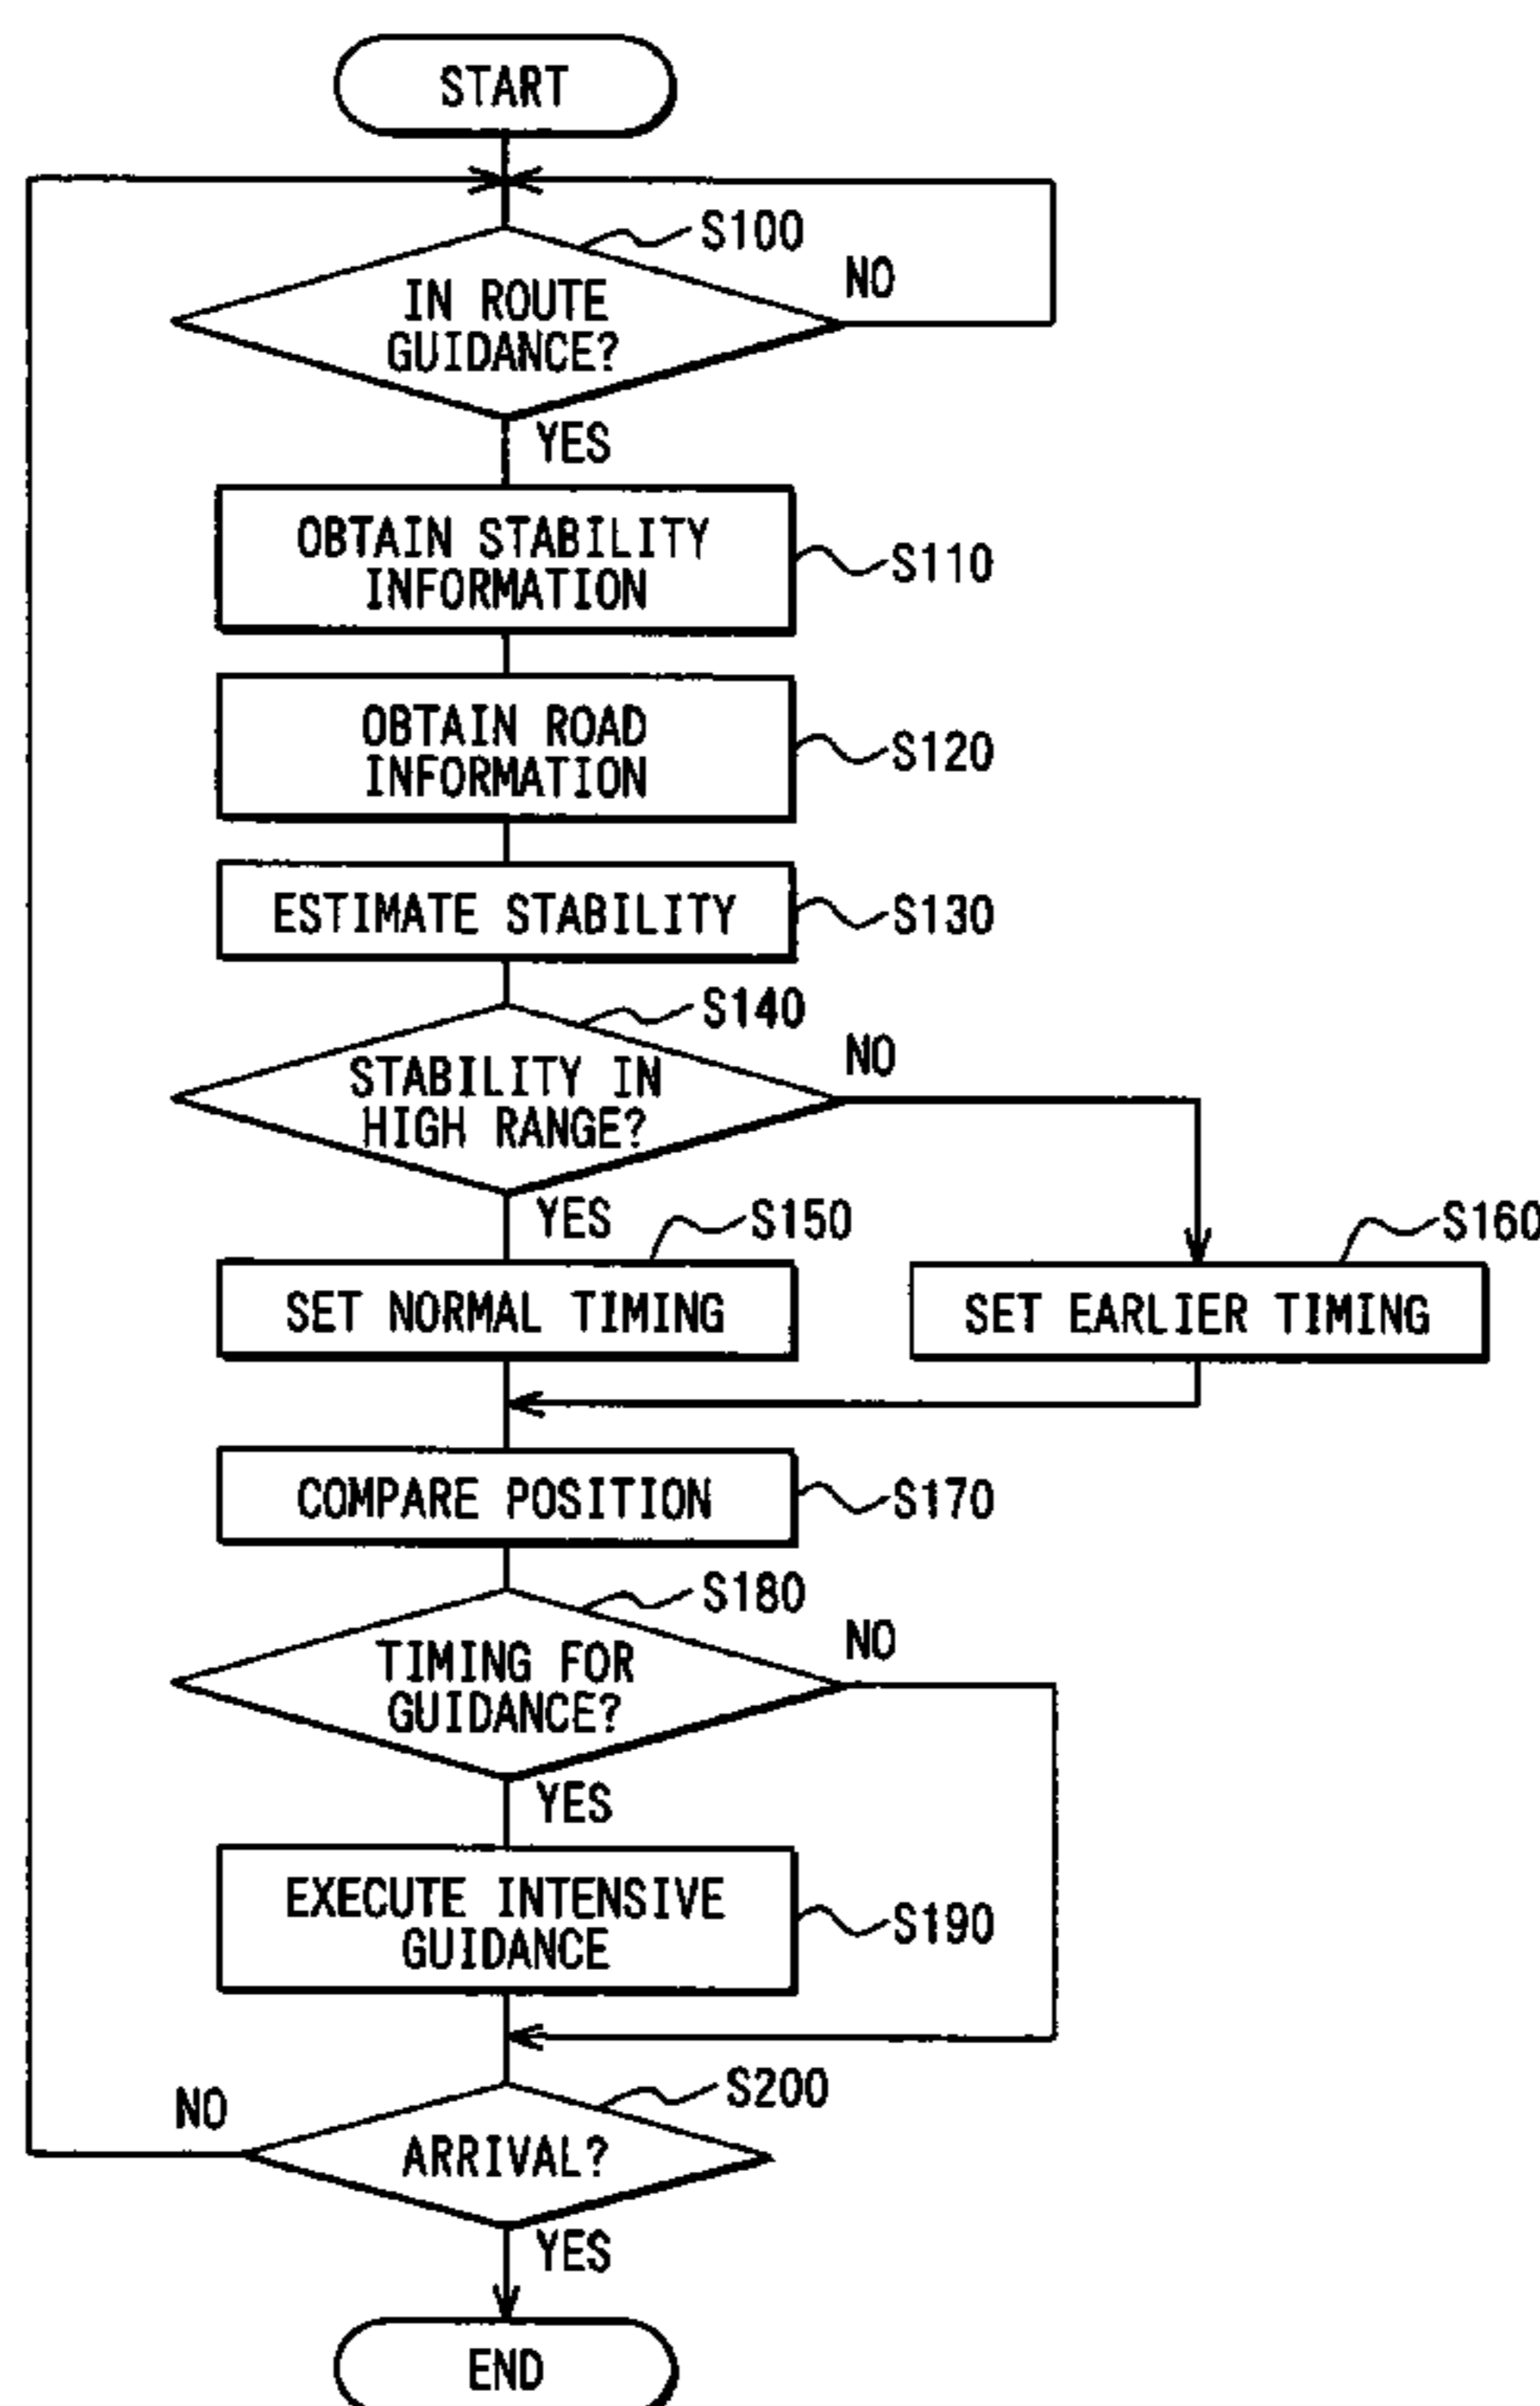 START
S100
IN ROUTE
GUIDANCE?
NO
YES
OBTAIN STABILITY
INFORMATION
S110
OBTAIN ROAD
INFORMATION
S120
ESTIMATE STABILITY
S130
S140
STABILITY IN
HIGH RANGE?
NO
YES
S150
S160
SET NORMAL TIMING
SET EARLIER TIMING
COMPARE POSITION
S170
S180
TIMING FOR
GUIDANCE?
NO
YES
EXECUTE INTENSIVE
GUIDANCE
S190
S200
NO
ARRIVAL?
YES
END